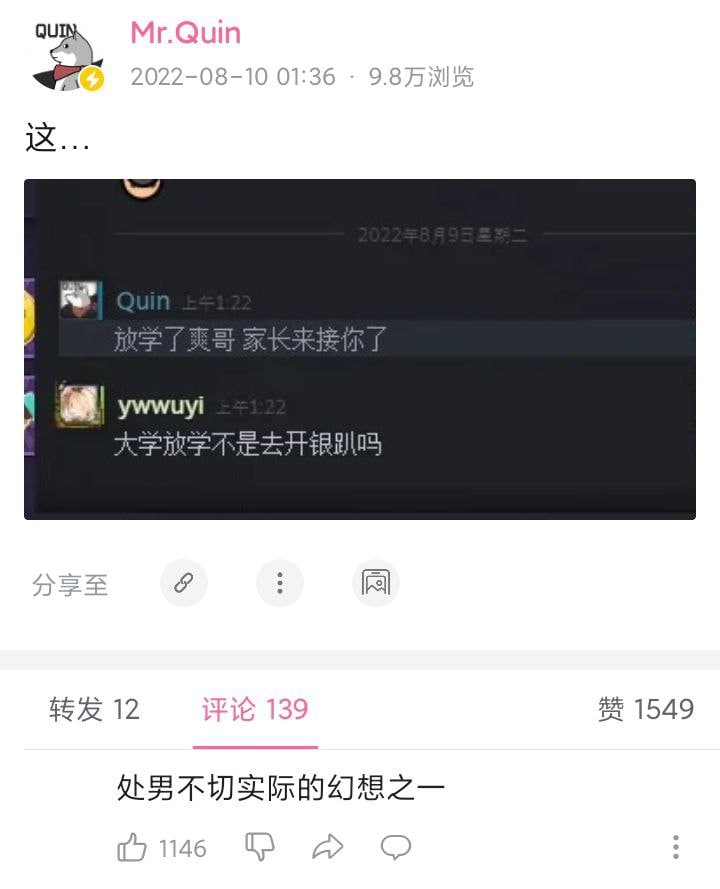 QUIN
Mr.Quin
2022-08-10 01:36 · 9.8万浏览
这...
2022年8月9日星期二
Quin 上午1:22
放学了爽哥 家长来接你了
ywwuyi 上午1:22
大学放学不是去开银趴吗
分享至
转发 12 评论 139 赞 1549
处男不切实际的幻想之一
1146